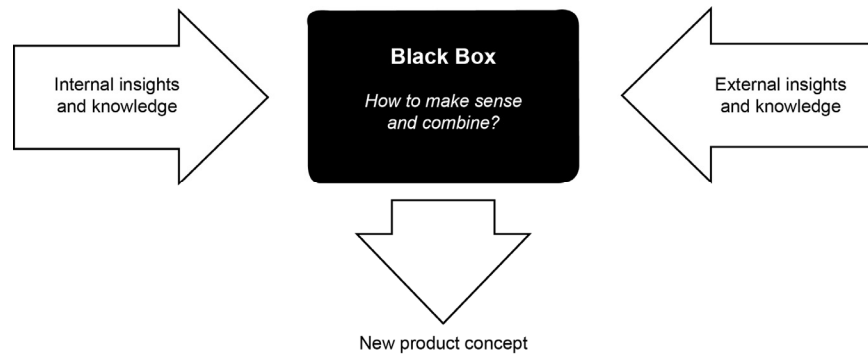 Internal insights
and knowledge
Black Box
How to make sense
and combine?
External insights
and knowledge
New product concept